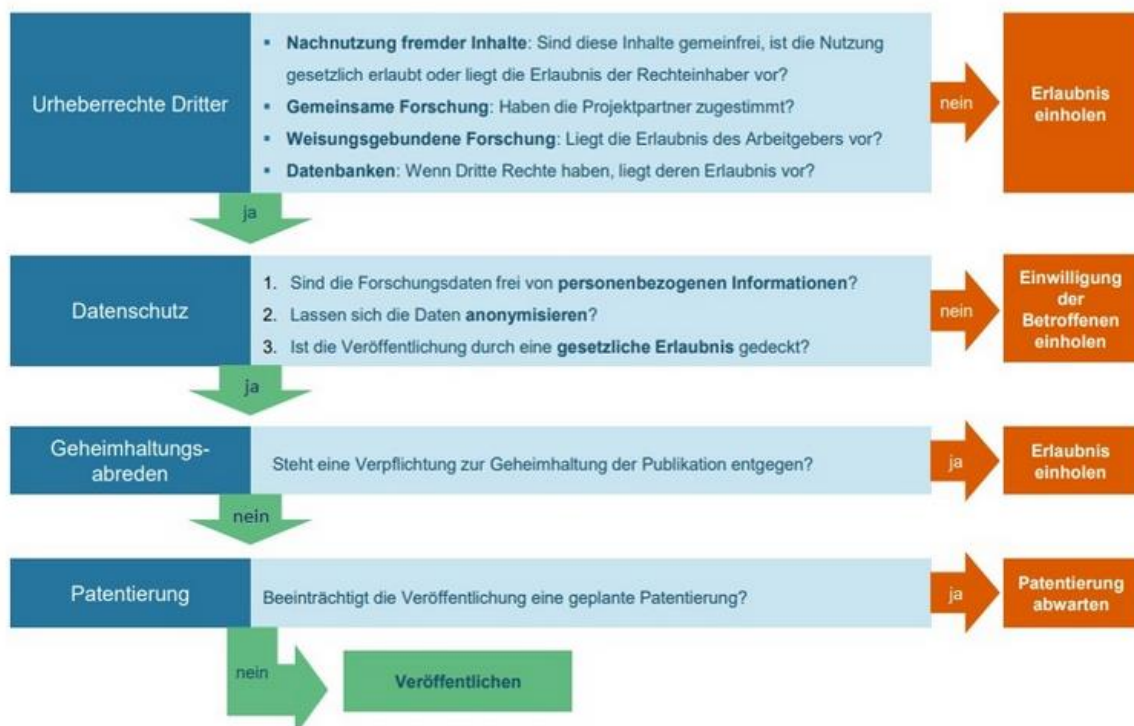 Urheberrechte Dritter
▪ Nachnutzung fremder Inhalte: Sind diese Inhalte gemeinfrei, ist die Nutzung
gesetzlich erlaubt oder liegt die Erlaubnis der Rechteinhaber vor?
▪ Gemeinsame Forschung: Haben die Projektpartner zugestimmt?
▪ Weisungsgebundene Forschung: Liegt die Erlaubnis des Arbeitgebers vor?
▪ Datenbanken: Wenn Dritte Rechte haben, liegt deren Erlaubnis vor?
nein
Erlaubnis
einholen
ja
Datenschutz
1. Sind die Forschungsdaten frei von personenbezogenen Informationen?
2. Lassen sich die Daten anonymisieren?
3. Ist die Veröffentlichung durch eine gesetzliche Erlaubnis gedeckt?
nein
Einwilligung
der
Betroffenen
einholen
ja
Geheimhaltungs-
abreden
Steht eine Verpflichtung zur Geheimhaltung der Publikation entgegen?
ja
Erlaubnis
einholen
nein
Patentierung
Beeinträchtigt die Veröffentlichung eine geplante Patentierung?
ja
Patentierung
abwarten
nein
Veröffentlichen